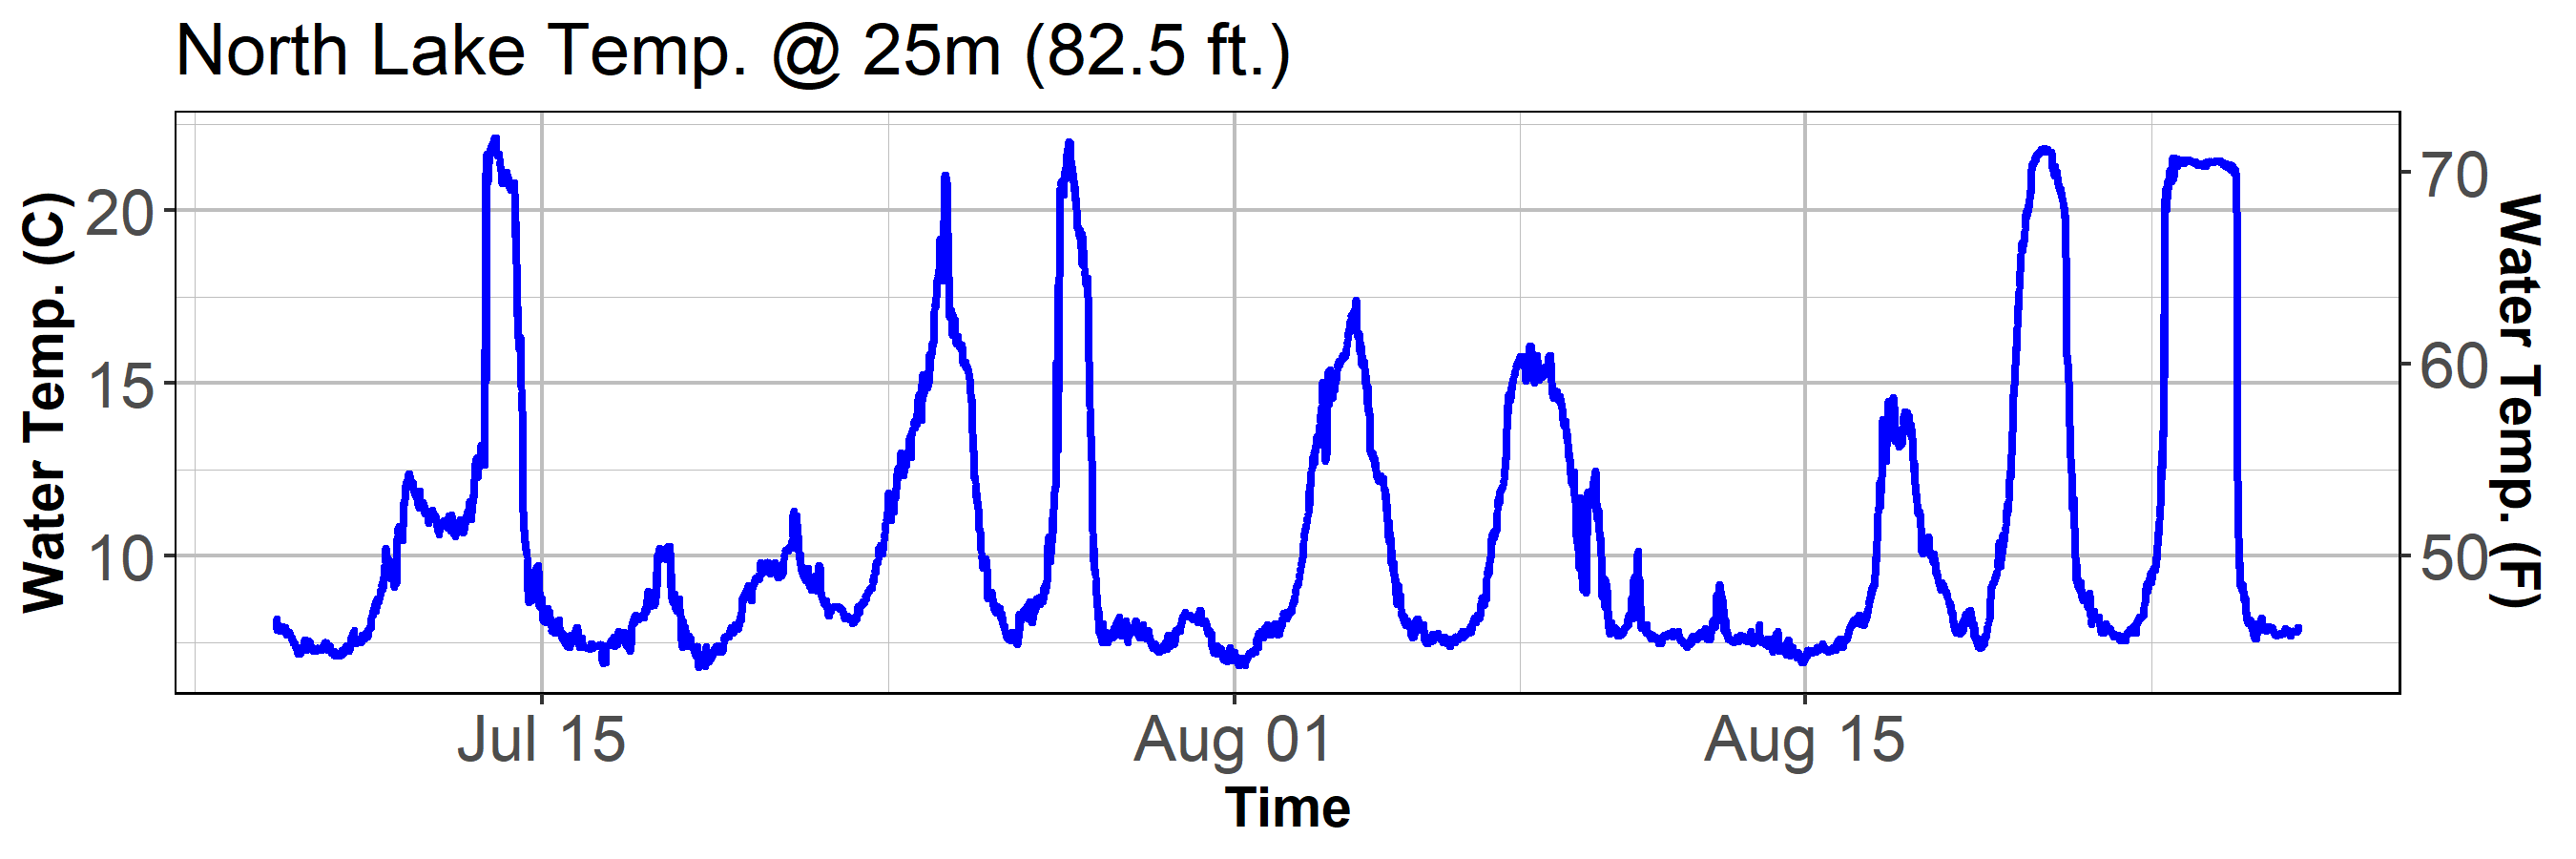 North Lake Temp. @ 25m (82.5 ft.)
Water Temp. (C)
20
15
10
70
60
50
Water Temp. (F)
Jul 15
Aug 01
Aug 15
Time